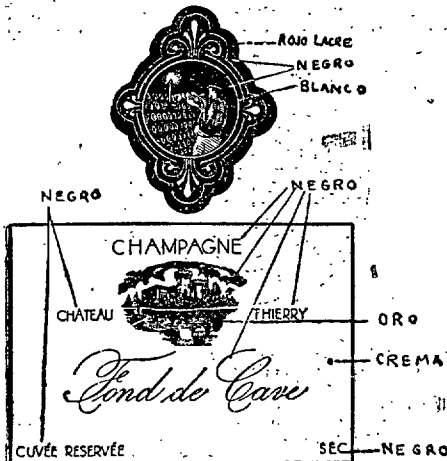 ROJO LACRE
NEGRO
BLANCO
NEGRO
NEGRO
CHAMPAGNE
CHATEAU THIERRY
ORO
CREMA
Fond de Cave
CUVÉE RESERVÉE
SEC
NEGRO